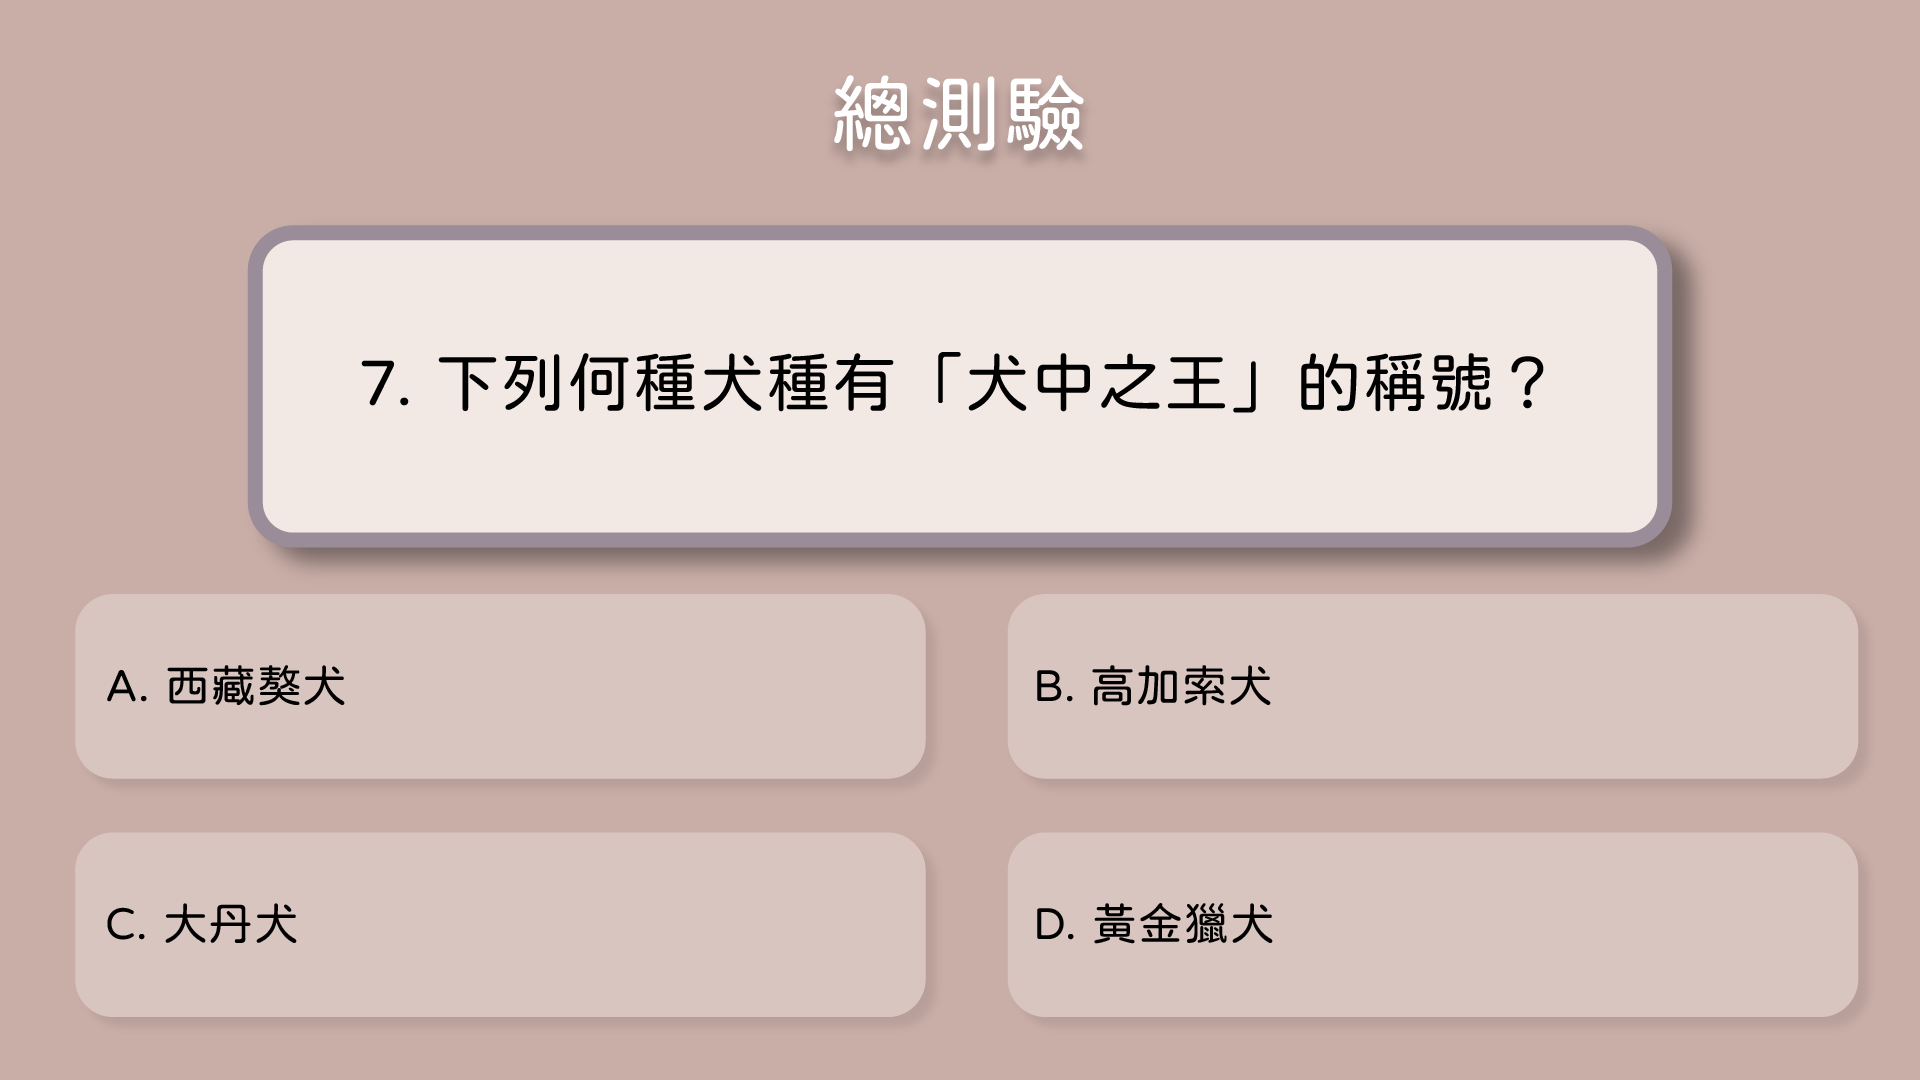 總測驗
7. 下列何種犬種有「犬中之王」的稱號？
A. 西藏獒犬
B. 高加索犬
C. 大丹犬
D. 黃金獵犬